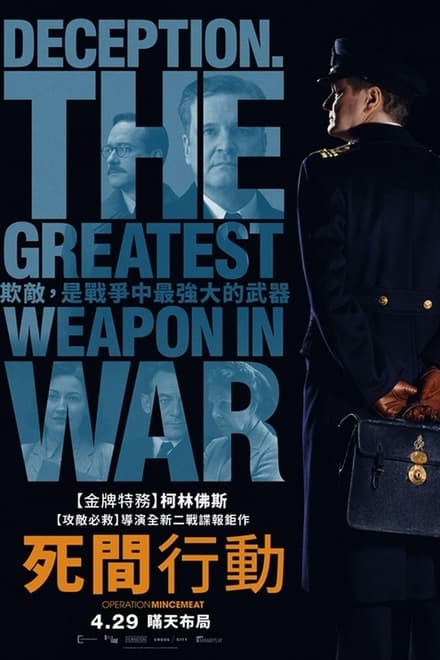 DECEPTION.
THE
GREATEST
欺敵，是戰爭中最強大的武器
WEAPON IN
WAR
【金牌特務】柯林佛斯
【攻敵必救】導演全新二戰諜報鉅作
死間行動
OPERATION MINCEMEAT
4.29 瞞天布局
CROSS / CITY